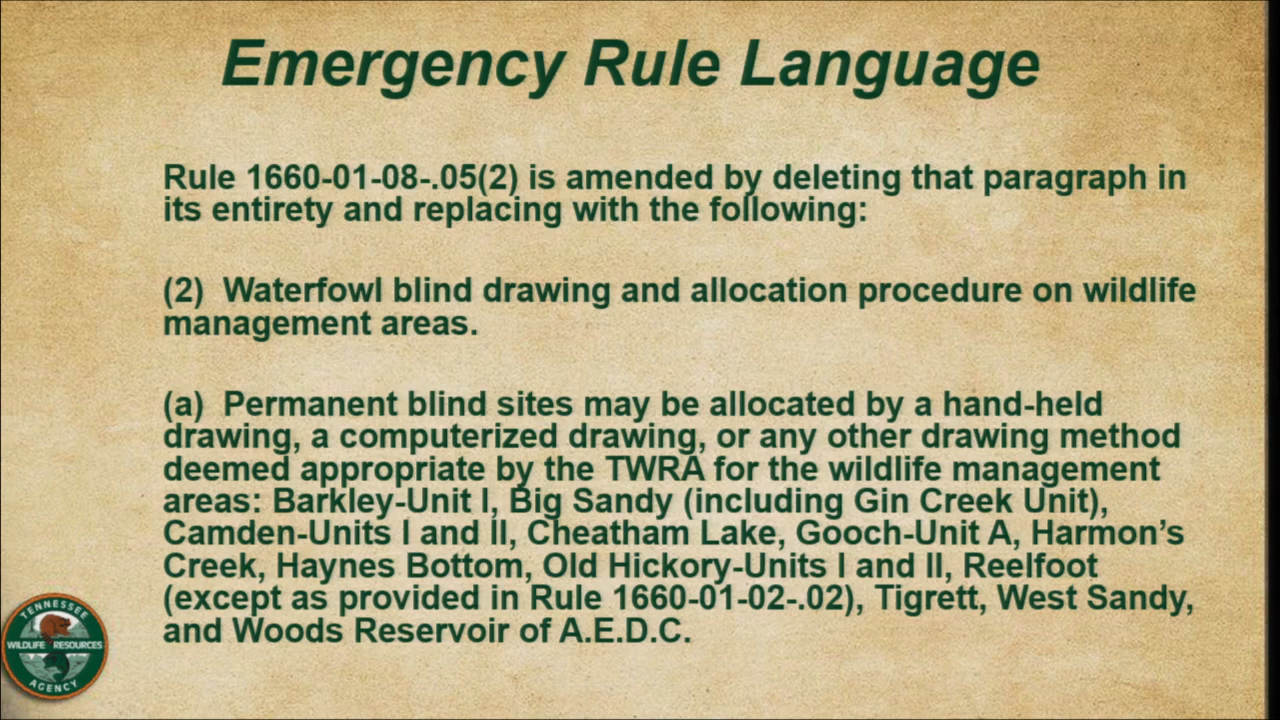 Emergency Rule Language
Rule 1660-01-08-.05(2) is amended by deleting that paragraph in
its entirety and replacing with the following:
(2) Waterfowl blind drawing and allocation procedure on wildlife
management areas.
(a) Permanent blind sites may be allocated by a hand-held
drawing, a computerized drawing, or any other drawing method
deemed appropriate by the TWRA for the wildlife management
areas: Barkley-Unit I, Big Sandy (including Gin Creek Unit),
Camden-Units I and II, Cheatham Lake, Gooch-Unit A, Harmon’s
Creek, Haynes Bottom, Old Hickory-Units I and II, Reelfoot
(except as provided in Rule 1660-01-02-.02), Tigrett, West Sandy,
and Woods Reservoir of A.E.D.C.
TENNESSEE
WILDLIFE RESOURCES
AGENCY